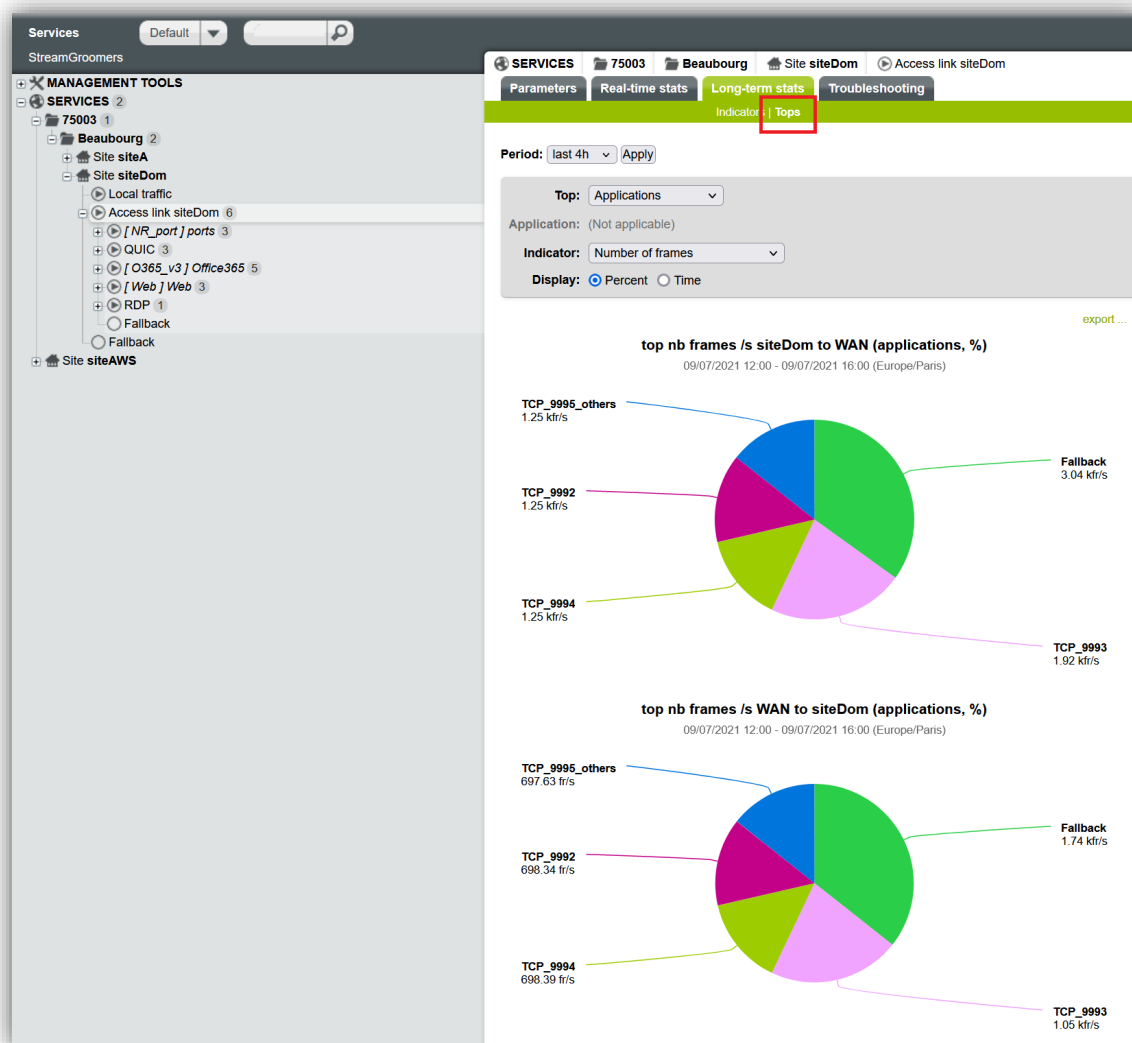 Services
Default
StreamGroomers
MANAGEMENT TOOLS
SERVICES 2
75003 1
Beaubourg 2
Site siteA
Site siteDom
Local traffic
Access link siteDom 6
[ NR_port ] ports 3
QUIC 3
[ O365_v3 ] Office365 5
[ Web ] Web 3
RDP 1
Fallback
Fallback
Site siteAWS
SERVICES 75003 Beaubourg Site siteDom Access link siteDom
Parameters Real-time stats Long-term stats Troubleshooting
Indicators | Tops
Period: last 4h Apply
Top: Applications
Application: (Not applicable)
Indicator: Number of frames
Display: Percent Time
export ...
top nb frames /s siteDom to WAN (applications, %)
09/07/2021 12:00 - 09/07/2021 16:00 (Europe/Paris)
TCP_9995_others
1.25 kfr/s
Fallback
3.04 kfr/s
TCP_9992
1.25 kfr/s
TCP_9994
1.25 kfr/s
TCP_9993
1.92 kfr/s
top nb frames /s WAN to siteDom (applications, %)
09/07/2021 12:00 - 09/07/2021 16:00 (Europe/Paris)
TCP_9995_others
697.63 fr/s
Fallback
1.74 kfr/s
TCP_9992
698.34 fr/s
TCP_9994
698.39 fr/s
TCP_9993
1.05 kfr/s